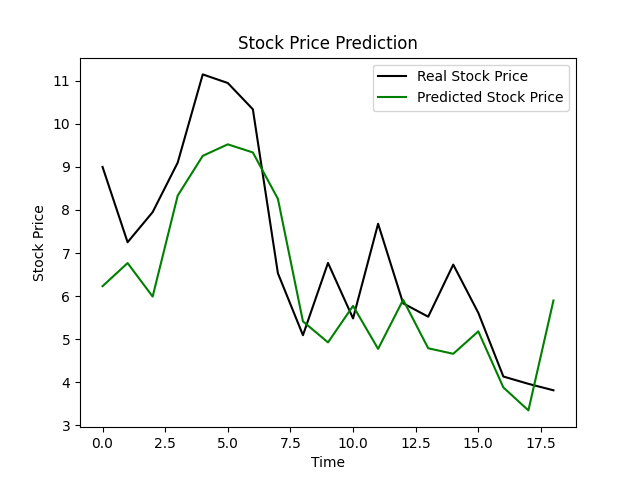 Stock Price Prediction
Real Stock Price
Predicted Stock Price
Stock Price
11
10
9
8
7
6
5
4
3
0.0 2.5 5.0 7.5 10.0 12.5 15.0 17.5
Time